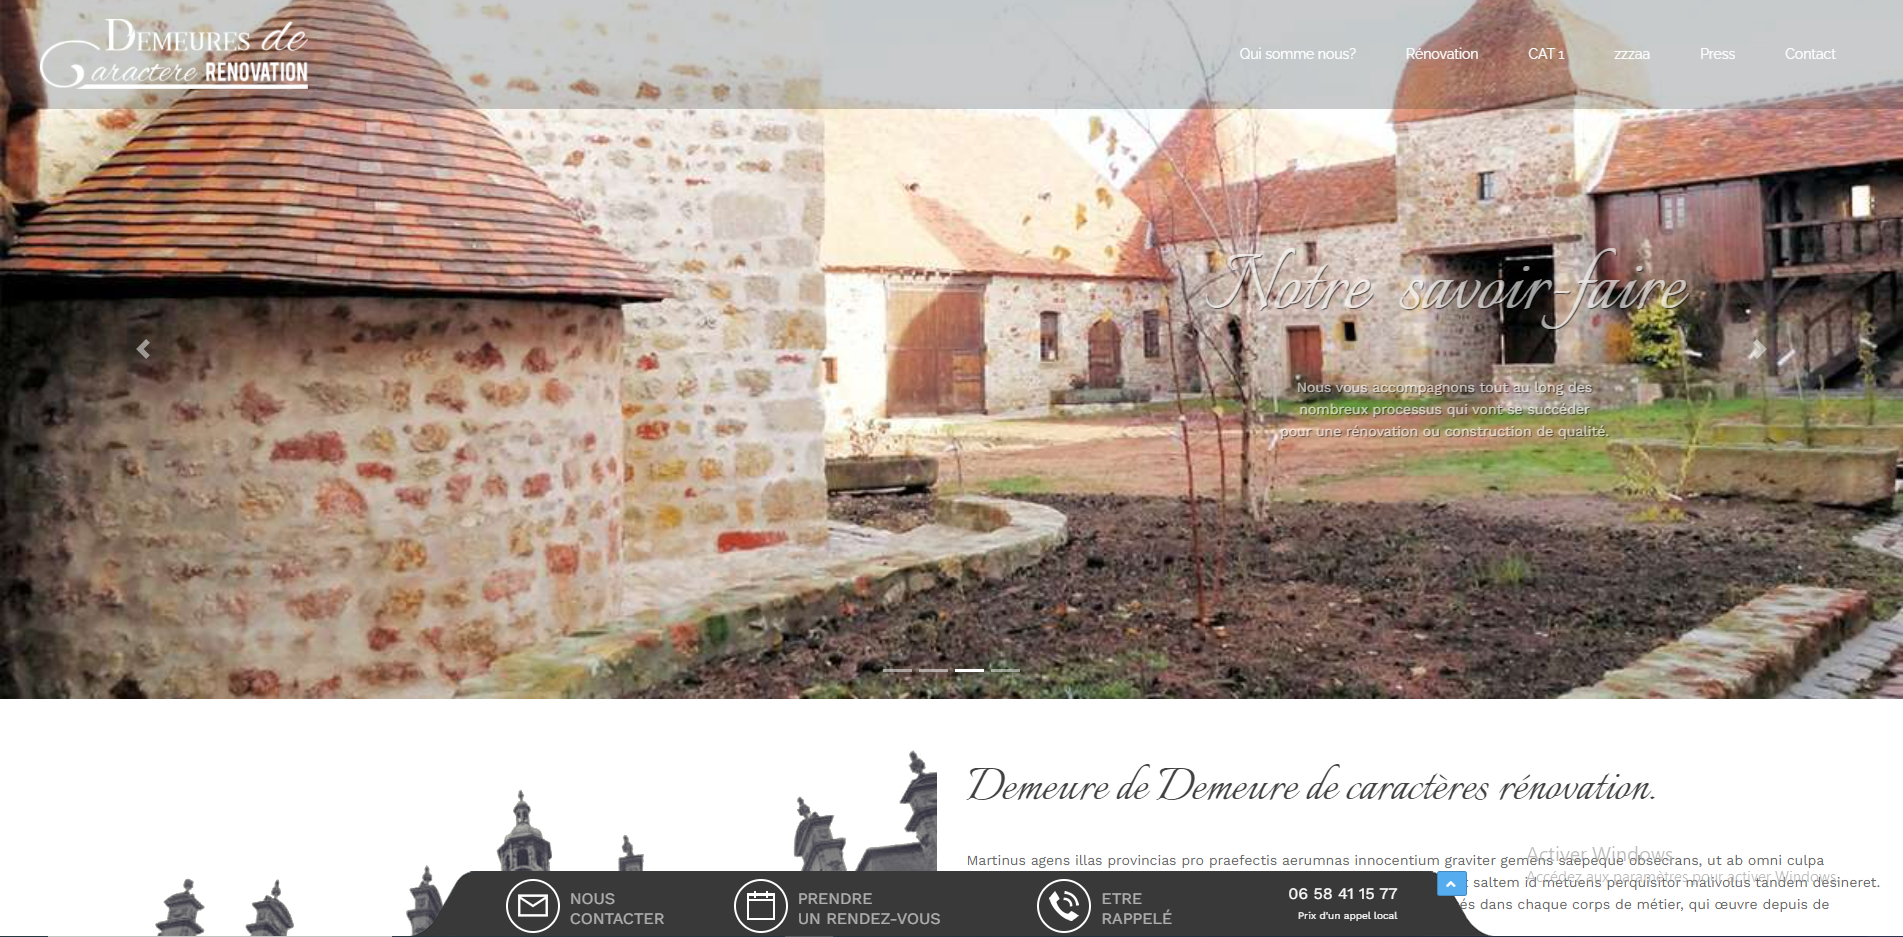 DEMEURES de
Caractere RENOVATION
Qui somme nous?
Rénovation
CAT 1
zzzaa
Press
Contact
Notre savoir-faire
Nous vous accompagnons tout au long des
nombreux processus qui vont se succéder
pour une rénovation ou construction de qualité.
Demeure de Demeure de caractères rénovation.
Martinus agens illas provincias pro praefectis aerumnas innocentium graviter gemens saepeque obsecrans, ut ab omni culpa
saltem id metuens perquisitor malivolus tandem desineret.
és dans chaque corps de métier, qui œuvre depuis de
Activer Windows
Accédez aux paramètres pour activer Windows.
NOUS
CONTACTER
PRENDRE
UN RENDEZ-VOUS
ETRE
RAPPELÉ
06 58 41 15 77
Prix d'un appel local